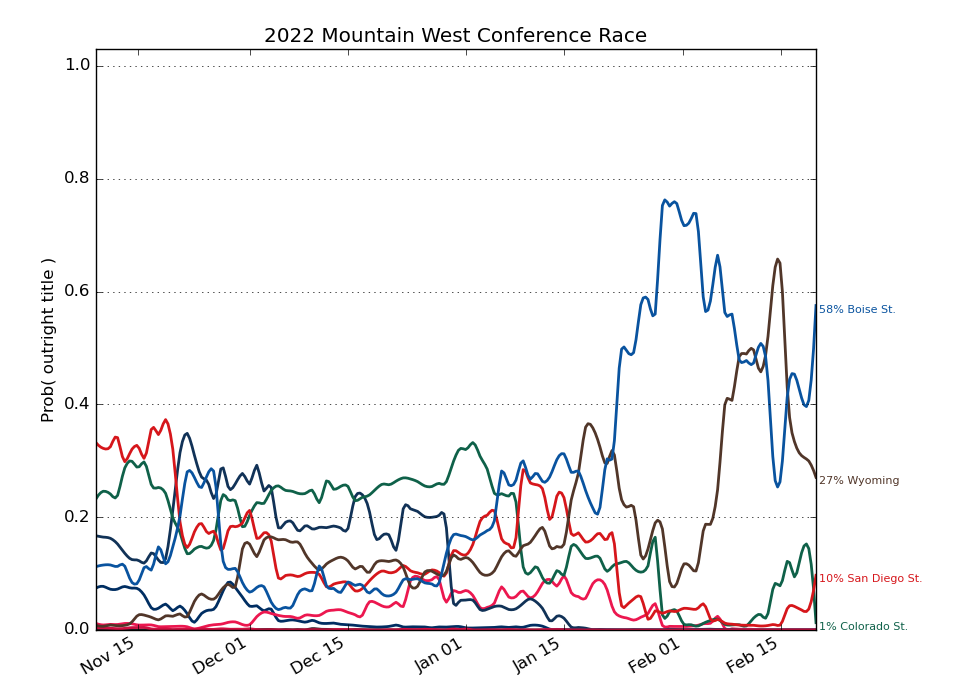 2022 Mountain West Conference Race
Prob( outright title )
1.0
0.8
0.6
0.4
0.2
0.0
58% Boise St.
27% Wyoming
10% San Diego St.
1% Colorado St.
Nov 15
Dec 01
Dec 15
Jan 01
Jan 15
Feb 01
Feb 15